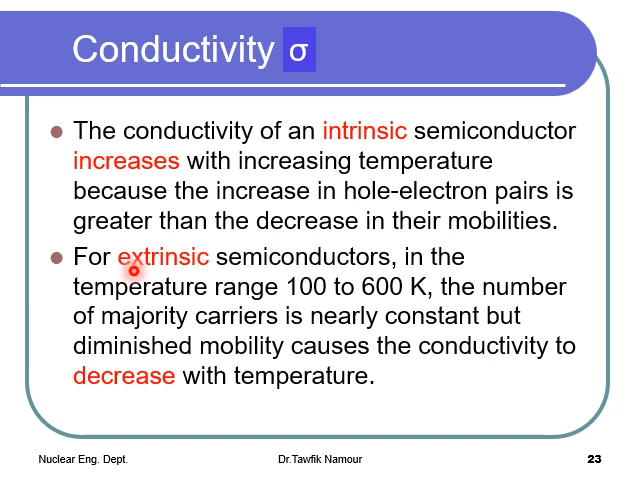 Conductivity σ
The conductivity of an intrinsic semiconductor
increases with increasing temperature
because the increase in hole-electron pairs is
greater than the decrease in their mobilities.
For extrinsic semiconductors, in the
temperature range 100 to 600 K, the number
of majority carriers is nearly constant but
diminished mobility causes the conductivity to
decrease with temperature.
Nuclear Eng. Dept. Dr.Tawfik Namour 23